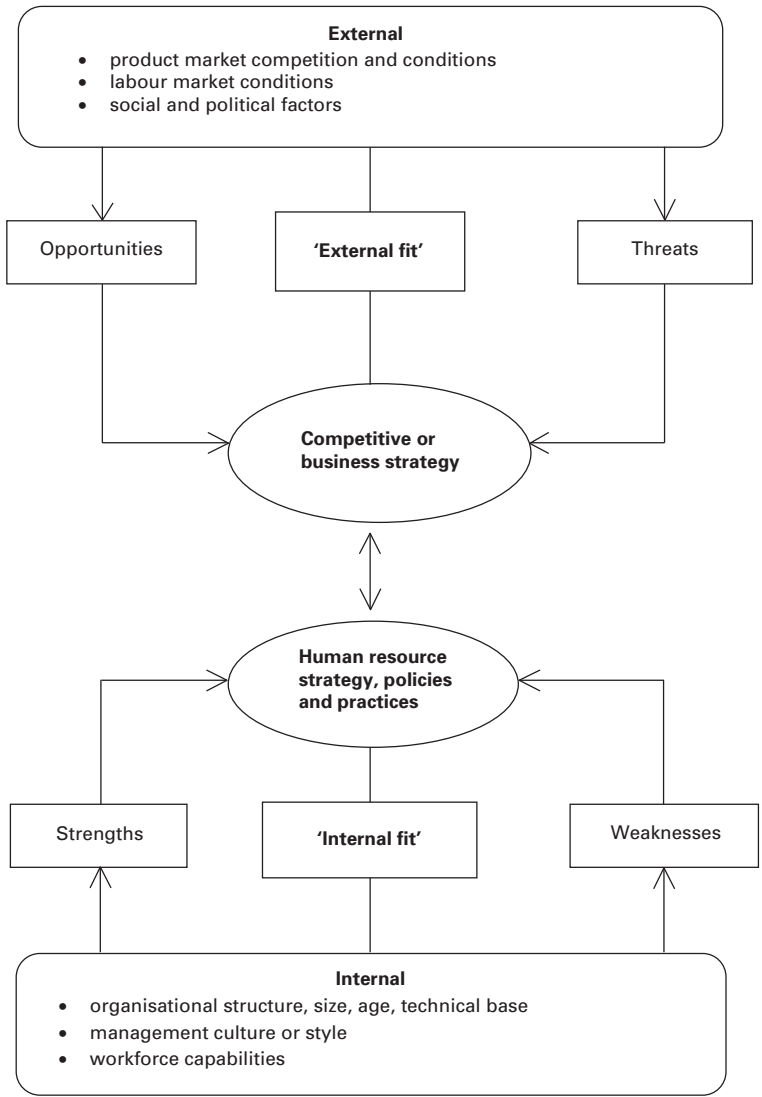 External
• product market competition and conditions
• labour market conditions
• social and political factors
Opportunities
‘External fit’
Threats
Competitive or
business strategy
Human resource
strategy, policies
and practices
Strengths
‘Internal fit’
Weaknesses
Internal
• organisational structure, size, age, technical base
• management culture or style
• workforce capabilities